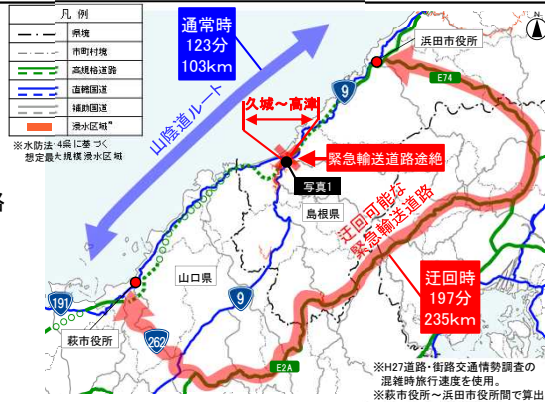 凡 例
県境
市町村境
高規格道路
直轄国道
補助国道
浸水区域※
※水防法 4条に基づく
想定最大規模浸水区域
路
通常時
123分
103km
山陰道ルート
浜田市役所
E74
9
久城～高津
緊急輸送道路途絶
写真1
島根県
迂回可能な
緊急輸送道路
迂回時
197分
235km
山口県
191
9
萩市役所
262
E2A
※H27道路・街路交通情勢調査の
混雑時旅行速度を使用。
※萩市役所～浜田市役所間で算出